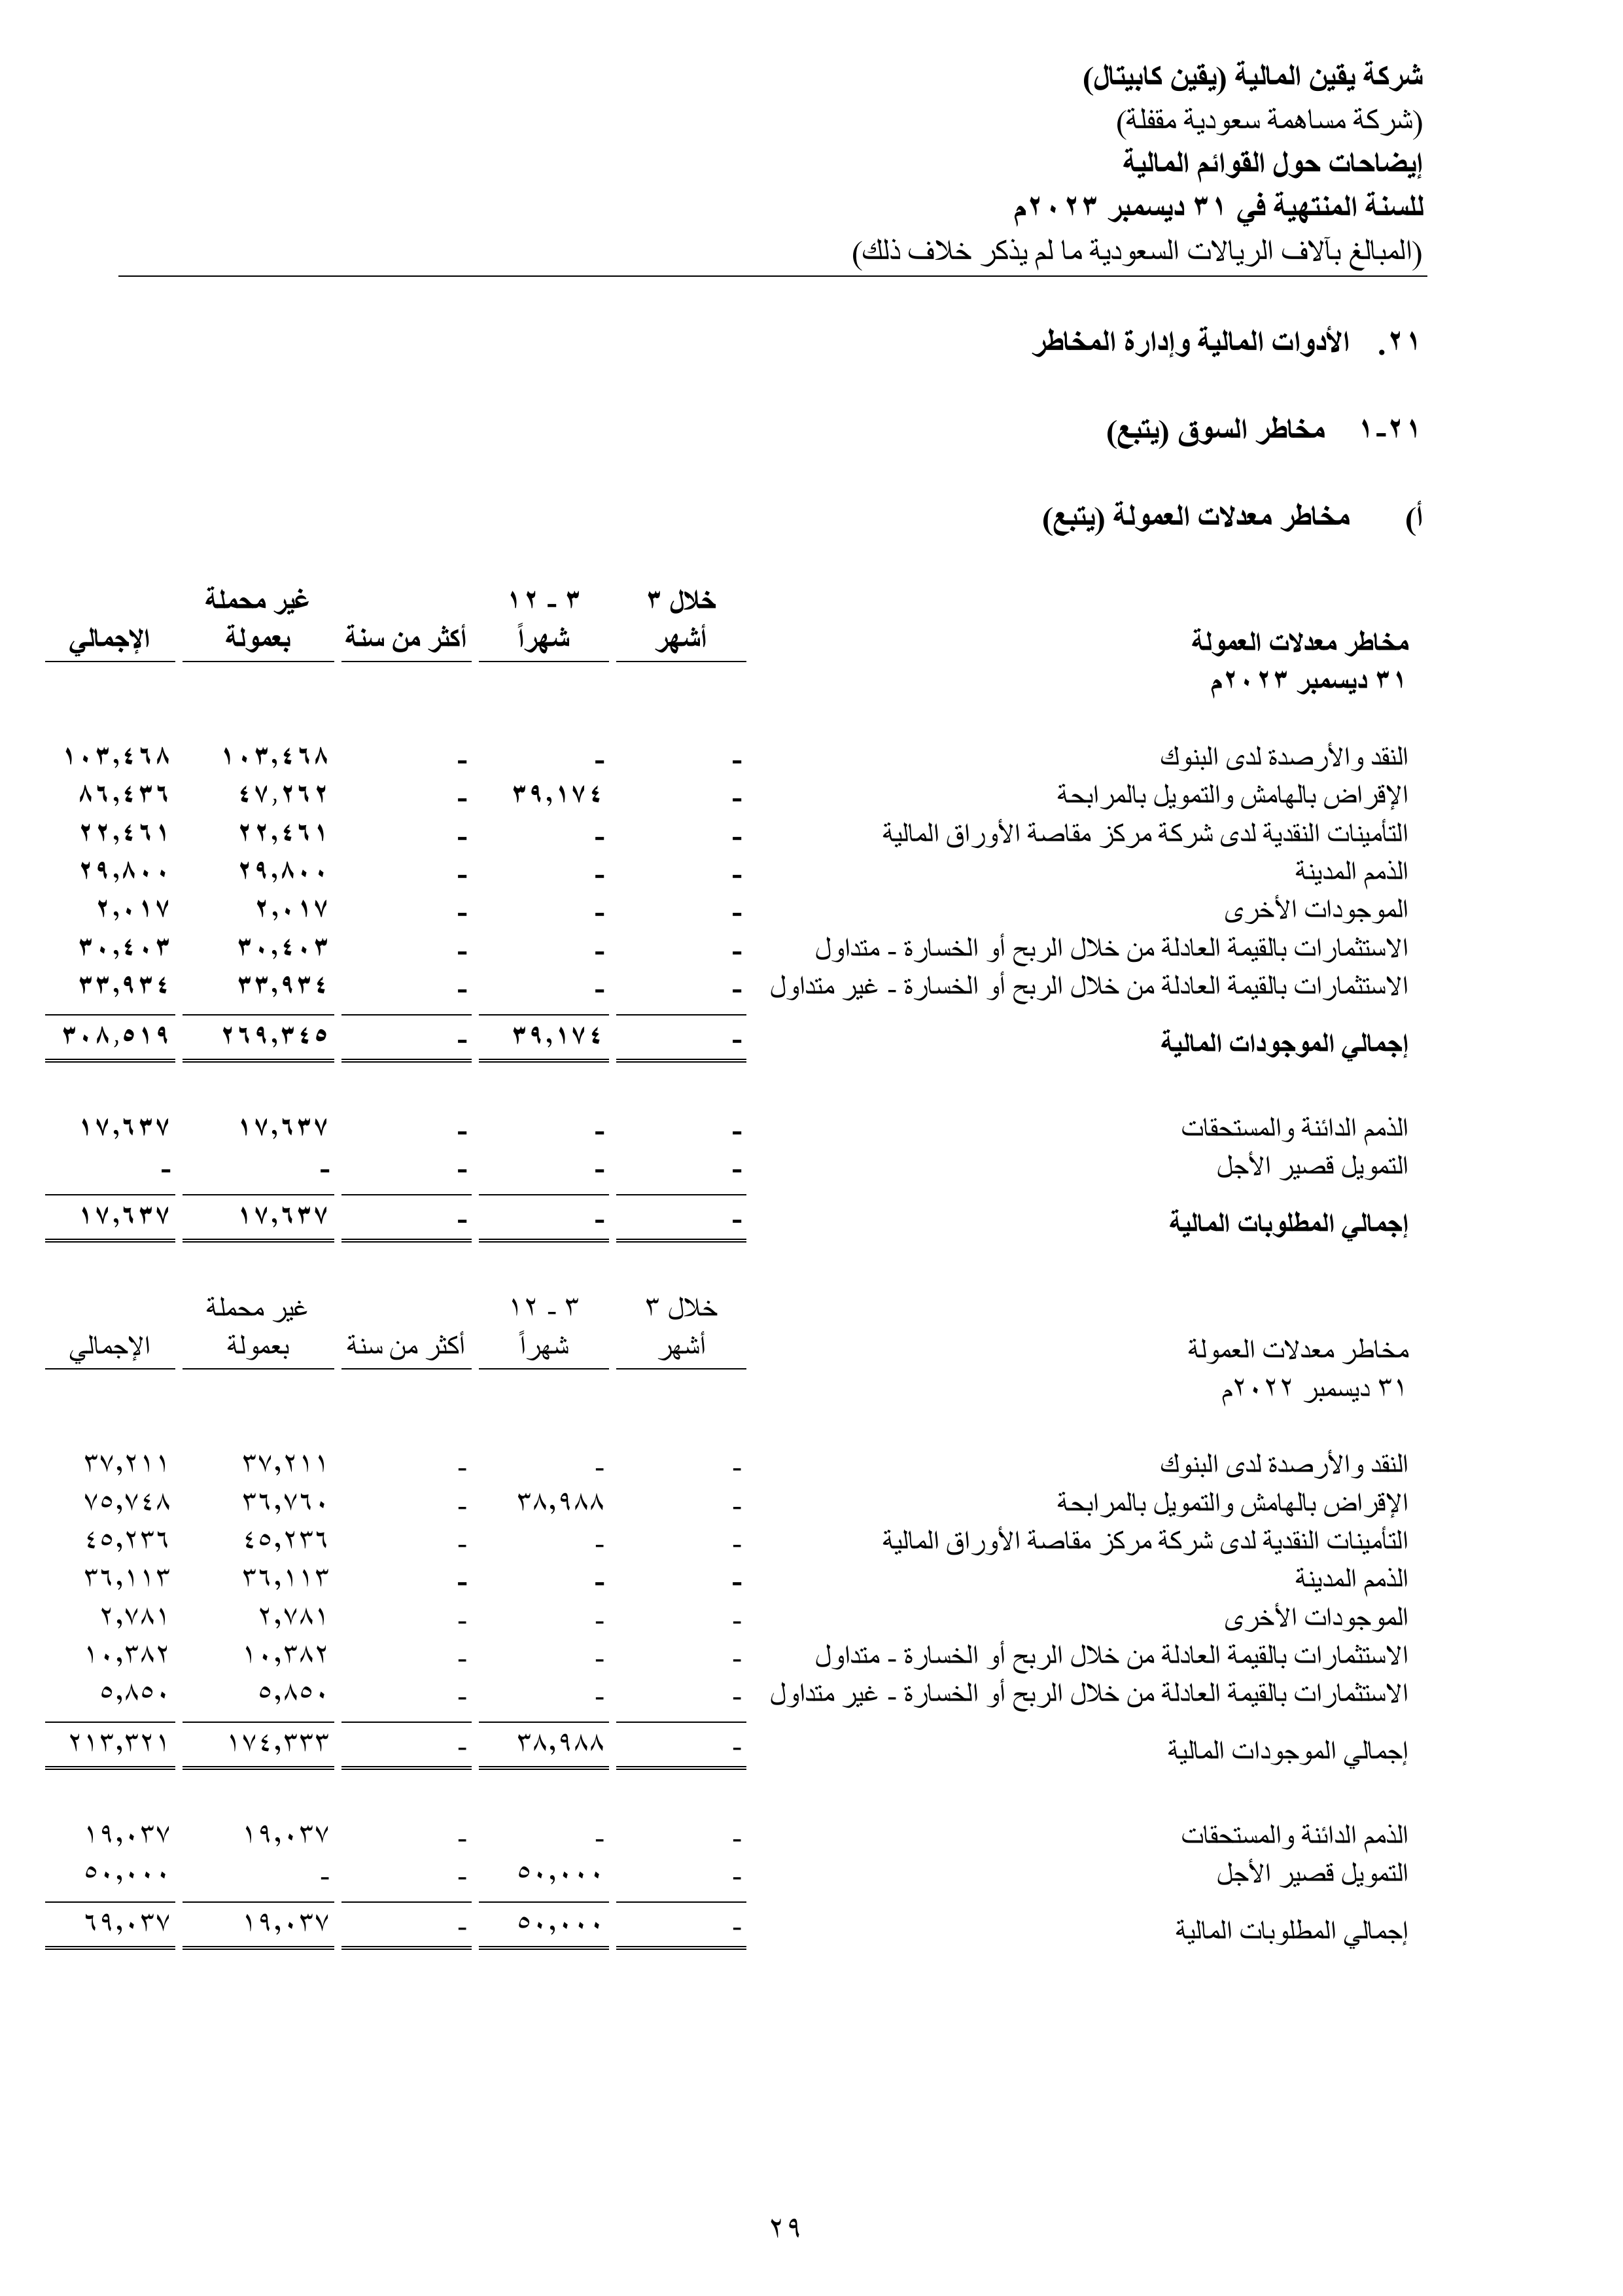 شركة يقين المالية (يقين كابيتال)
(شركة مساهمة سعودية مقفلة)
إيضاحات حول القوائم المالية
للسنة المنتهية في ٣١ ديسمبر ٢٠٢٣م
(المبالغ بآلاف الريالات السعودية ما لم يذكر خلاف ذلك)
٢١. الأدوات المالية وإدارة المخاطر
٢١-١ مخاطر السوق (يتبع)
أ) مخاطر معدلات العمولة (يتبع)
خلال ٣ ٣ - ١٢ غير محملة
مخاطر معدلات العمولة أشهر شهراً أكثر من سنة بعمولة الإجمالي
٣١ ديسمبر ٢٠٢٣م
النقد والأرصدة لدى البنوك - - - ١٠٣,٤٦٨ ١٠٣,٤٦٨
الإقراض بالهامش والتمويل بالمرابحة - ٣٩,١٧٤ - ٤٧,٢٦٢ ٨٦,٤٣٦
التأمينات النقدية لدى شركة مركز مقاصة الأوراق المالية - - - ٢٢,٤٦١ ٢٢,٤٦١
الذمم المدينة - - - ٢٩,٨٠٠ ٢٩,٨٠٠
الموجودات الأخرى - - - ٢,٠١٧ ٢,٠١٧
الاستثمارات بالقيمة العادلة من خلال الربح أو الخسارة - متداول - - - ٣٠,٤٠٣ ٣٠,٤٠٣
الاستثمارات بالقيمة العادلة من خلال الربح أو الخسارة - غير متداول - - - ٣٣,٩٣٤ ٣٣,٩٣٤
إجمالي الموجودات المالية - ٣٩,١٧٤ - ٢٦٩,٣٤٥ ٣٠٨,٥١٩
الذمم الدائنة والمستحقات - - - ١٧,٦٣٧ ١٧,٦٣٧
التمويل قصير الأجل - - - - -
إجمالي المطلوبات المالية - - - ١٧,٦٣٧ ١٧,٦٣٧
خلال ٣ ٣ - ١٢ غير محملة
مخاطر معدلات العمولة أشهر شهراً أكثر من سنة بعمولة الإجمالي
٣١ ديسمبر ٢٠٢٢م
النقد والأرصدة لدى البنوك - - - ٣٧,٢١١ ٣٧,٢١١
الإقراض بالهامش والتمويل بالمرابحة - ٣٨,٩٨٨ - ٣٦,٧٦٠ ٧٥,٧٤٨
التأمينات النقدية لدى شركة مركز مقاصة الأوراق المالية - - - ٤٥,٢٣٦ ٤٥,٢٣٦
الذمم المدينة - - - ٣٦,١١٣ ٣٦,١١٣
الموجودات الأخرى - - - ٢,٧٨١ ٢,٧٨١
الاستثمارات بالقيمة العادلة من خلال الربح أو الخسارة - متداول - - - ١٠,٣٨٢ ١٠,٣٨٢
الاستثمارات بالقيمة العادلة من خلال الربح أو الخسارة - غير متداول - - - ٥,٨٥٠ ٥,٨٥٠
إجمالي الموجودات المالية - ٣٨,٩٨٨ - ١٧٤,٣٣٣ ٢١٣,٣٢١
الذمم الدائنة والمستحقات - - - ١٩,٠٣٧ ١٩,٠٣٧
التمويل قصير الأجل - ٥٠,٠٠٠ - - ٥٠,٠٠٠
إجمالي المطلوبات المالية - ٥٠,٠٠٠ - ١٩,٠٣٧ ٦٩,٠٣٧
٢٩